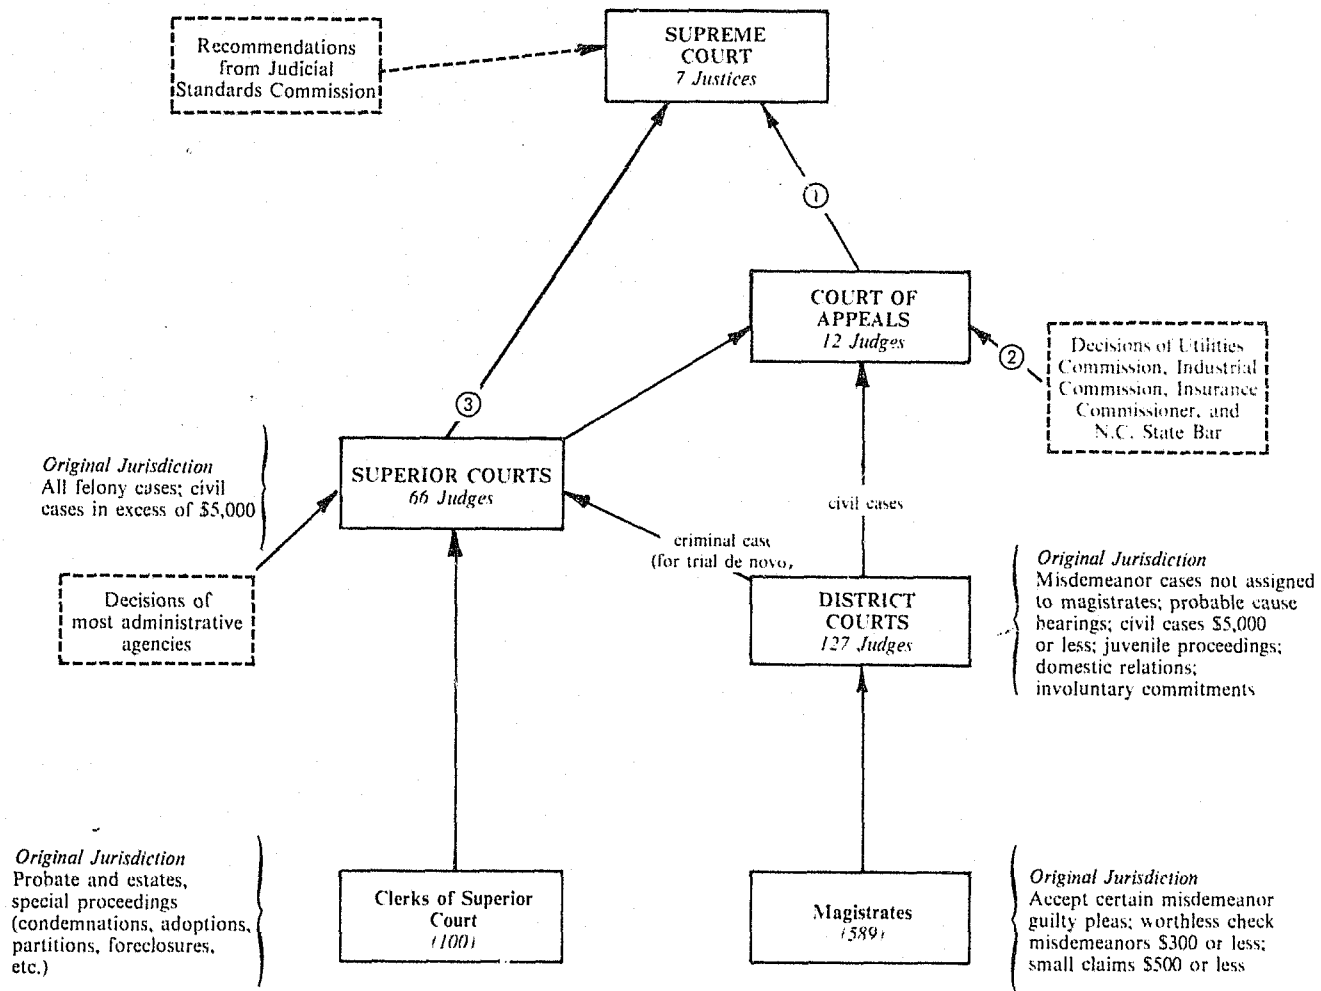 SUPREME
COURT
7 Justices
Recommendations
from Judicial
Standards Commission
1
COURT OF
APPEALS
12 Judges
2
Decisions of Utilities
Commission, Industrial
Commission, Insurance
Commissioner, and
N.C. State Bar
3
Original Jurisdiction
All felony cases; civil
cases in excess of $5,000
SUPERIOR COURTS
66 Judges
civil cases
criminal cas
(for trial de novo,
Decisions of
most administrative
agencies
DISTRICT
COURTS
127 Judges
Original Jurisdiction
Misdemeanor cases not assigned
to magistrates; probable cause
hearings; civil cases $5,000
or less; juvenile proceedings;
domestic relations;
involuntary commitments
Original Jurisdiction
Probate and estates,
special proceedings
(condemnations, adoptions,
partitions, foreclosures,
etc.)
Clerks of Superior
Court
(100)
Magistrates
(589)
Original Jurisdiction
Accept certain misdemeanor
guilty pleas; worthless check
misdemeanors $300 or less;
small claims $500 or less